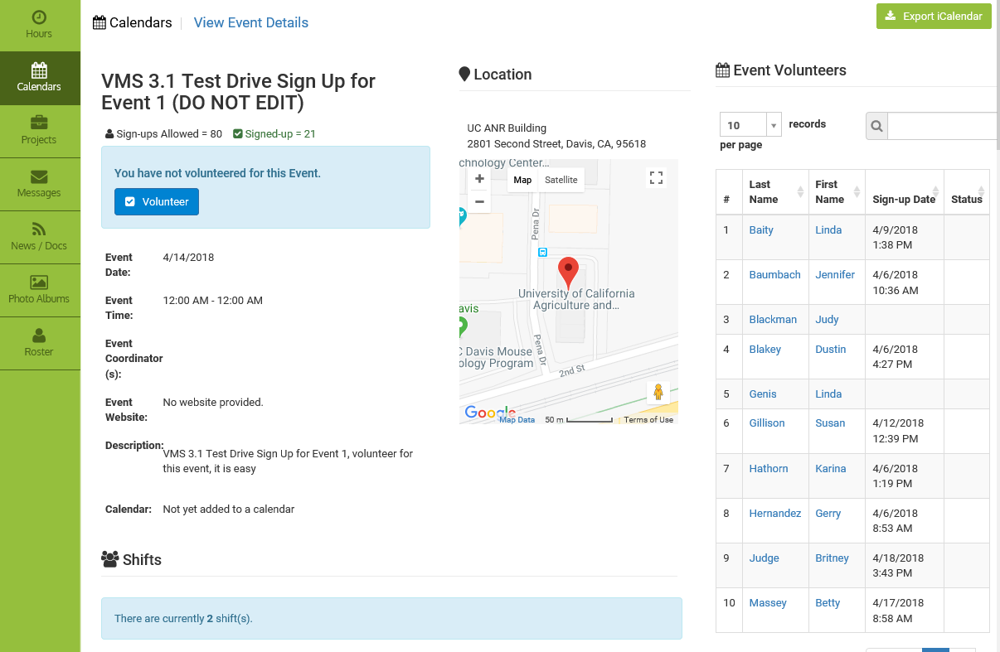 Hours
Calendars
Projects
Messages
News / Docs
Photo Albums
Roster
Calendars
View Event Details
Export iCalendar
VMS 3.1 Test Drive Sign Up for
Event 1 (DO NOT EDIT)
Sign-ups Allowed = 80 Signed-up = 21
You have not volunteered for this Event.
Volunteer
Event
Date:
4/14/2018
Event
Time:
12:00 AM - 12:00 AM
Event
Coordinator
(s):
Event
Website:
No website provided.
Description:
VMS 3.1 Test Drive Sign Up for Event 1, volunteer for
this event, it is easy
Calendar: Not yet added to a calendar
Shifts
There are currently 2 shift(s).
Location
UC ANR Building
2801 Second Street, Davis, CA, 95618
chnology Center...
+
Map Satellite
−
Pena Dr
University of California
Agriculture and...
avis
C Davis Mouse
ology Program
Pena Dr
2nd St
Google
Map Data 50 m Terms of Use
Event Volunteers
10 records
per page
# Last Name First Name Sign-up Date Status
1 Baity Linda 4/9/2018
1:38 PM
2 Baumbach Jennifer 4/6/2018
10:36 AM
3 Blackman Judy
4 Blakey Dustin 4/6/2018
4:27 PM
5 Genis Linda
6 Gillison Susan 4/12/2018
12:39 PM
7 Hathorn Karina 4/6/2018
1:19 PM
8 Hernandez Gerry 4/6/2018
8:53 AM
9 Judge Britney 4/18/2018
3:43 PM
10 Massey Betty 4/17/2018
8:58 AM